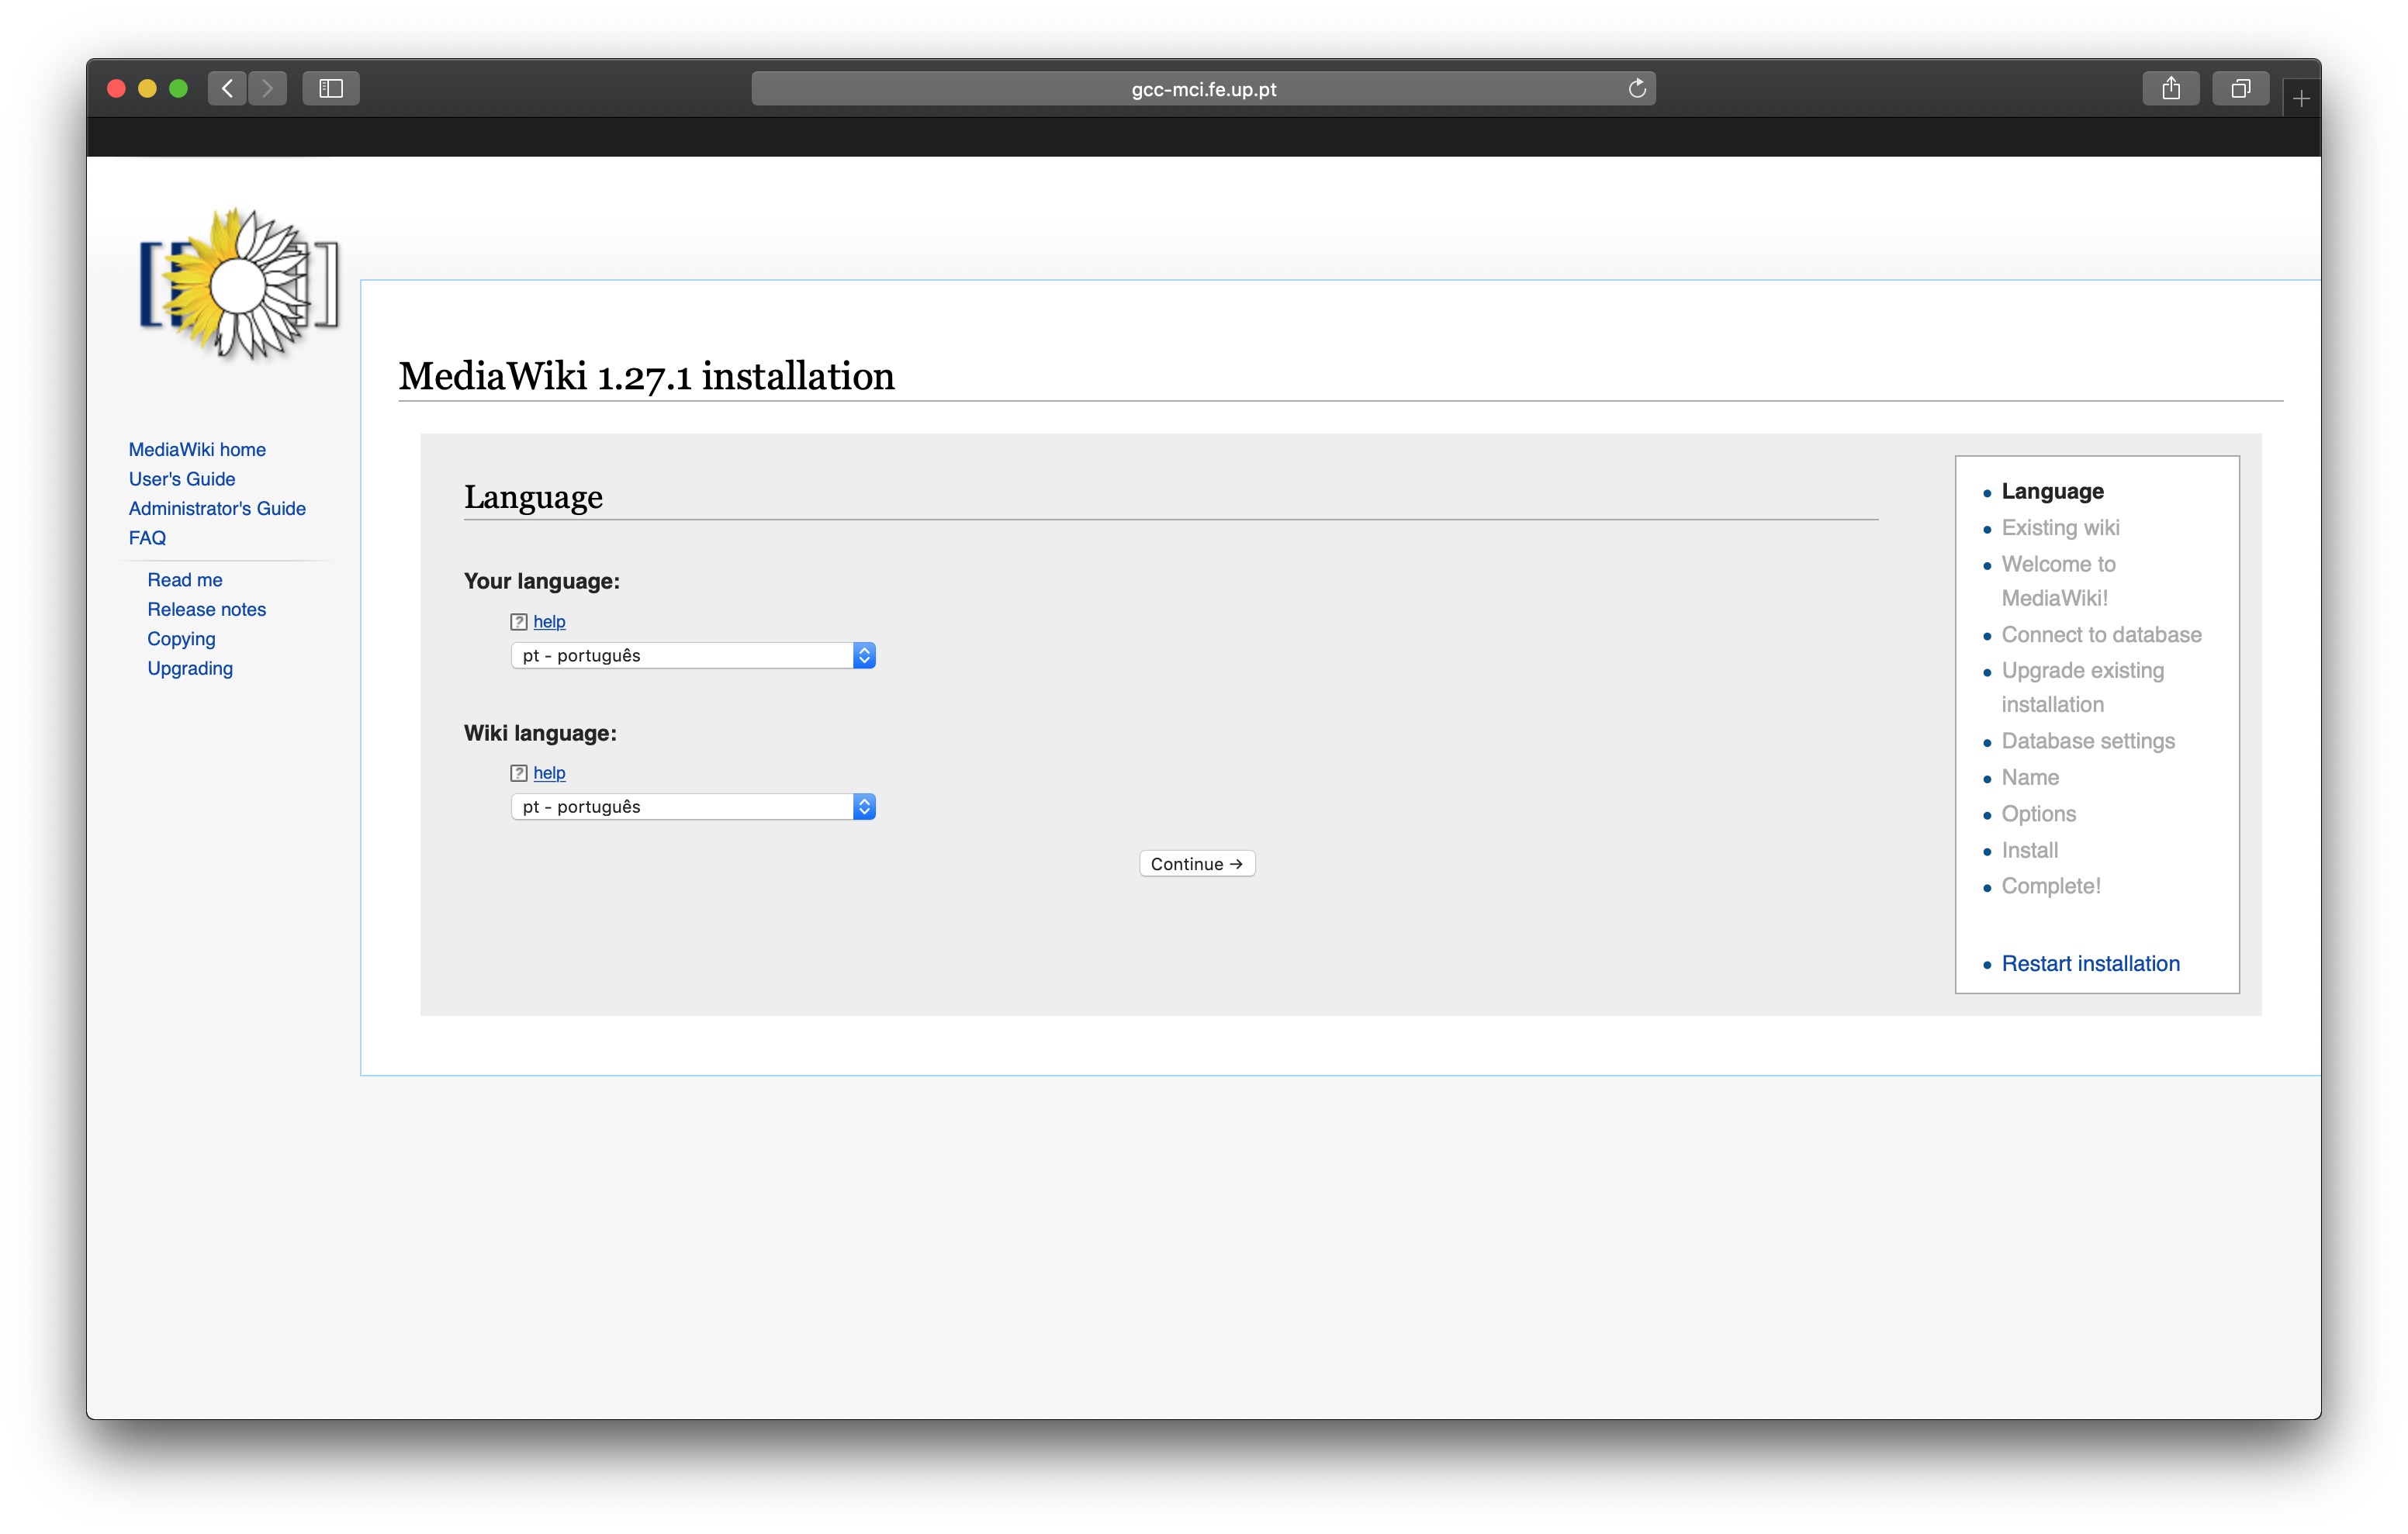 gcc-mci.fe.up.pt
MediaWiki 1.27.1 installation
MediaWiki home
User's Guide
Administrator's Guide
FAQ
Read me
Release notes
Copying
Upgrading
Language
Your language:
? help
pt - português
Wiki language:
? help
pt - português
Continue →
Language
Existing wiki
Welcome to
MediaWiki!
Connect to database
Upgrade existing
installation
Database settings
Name
Options
Install
Complete!
Restart installation